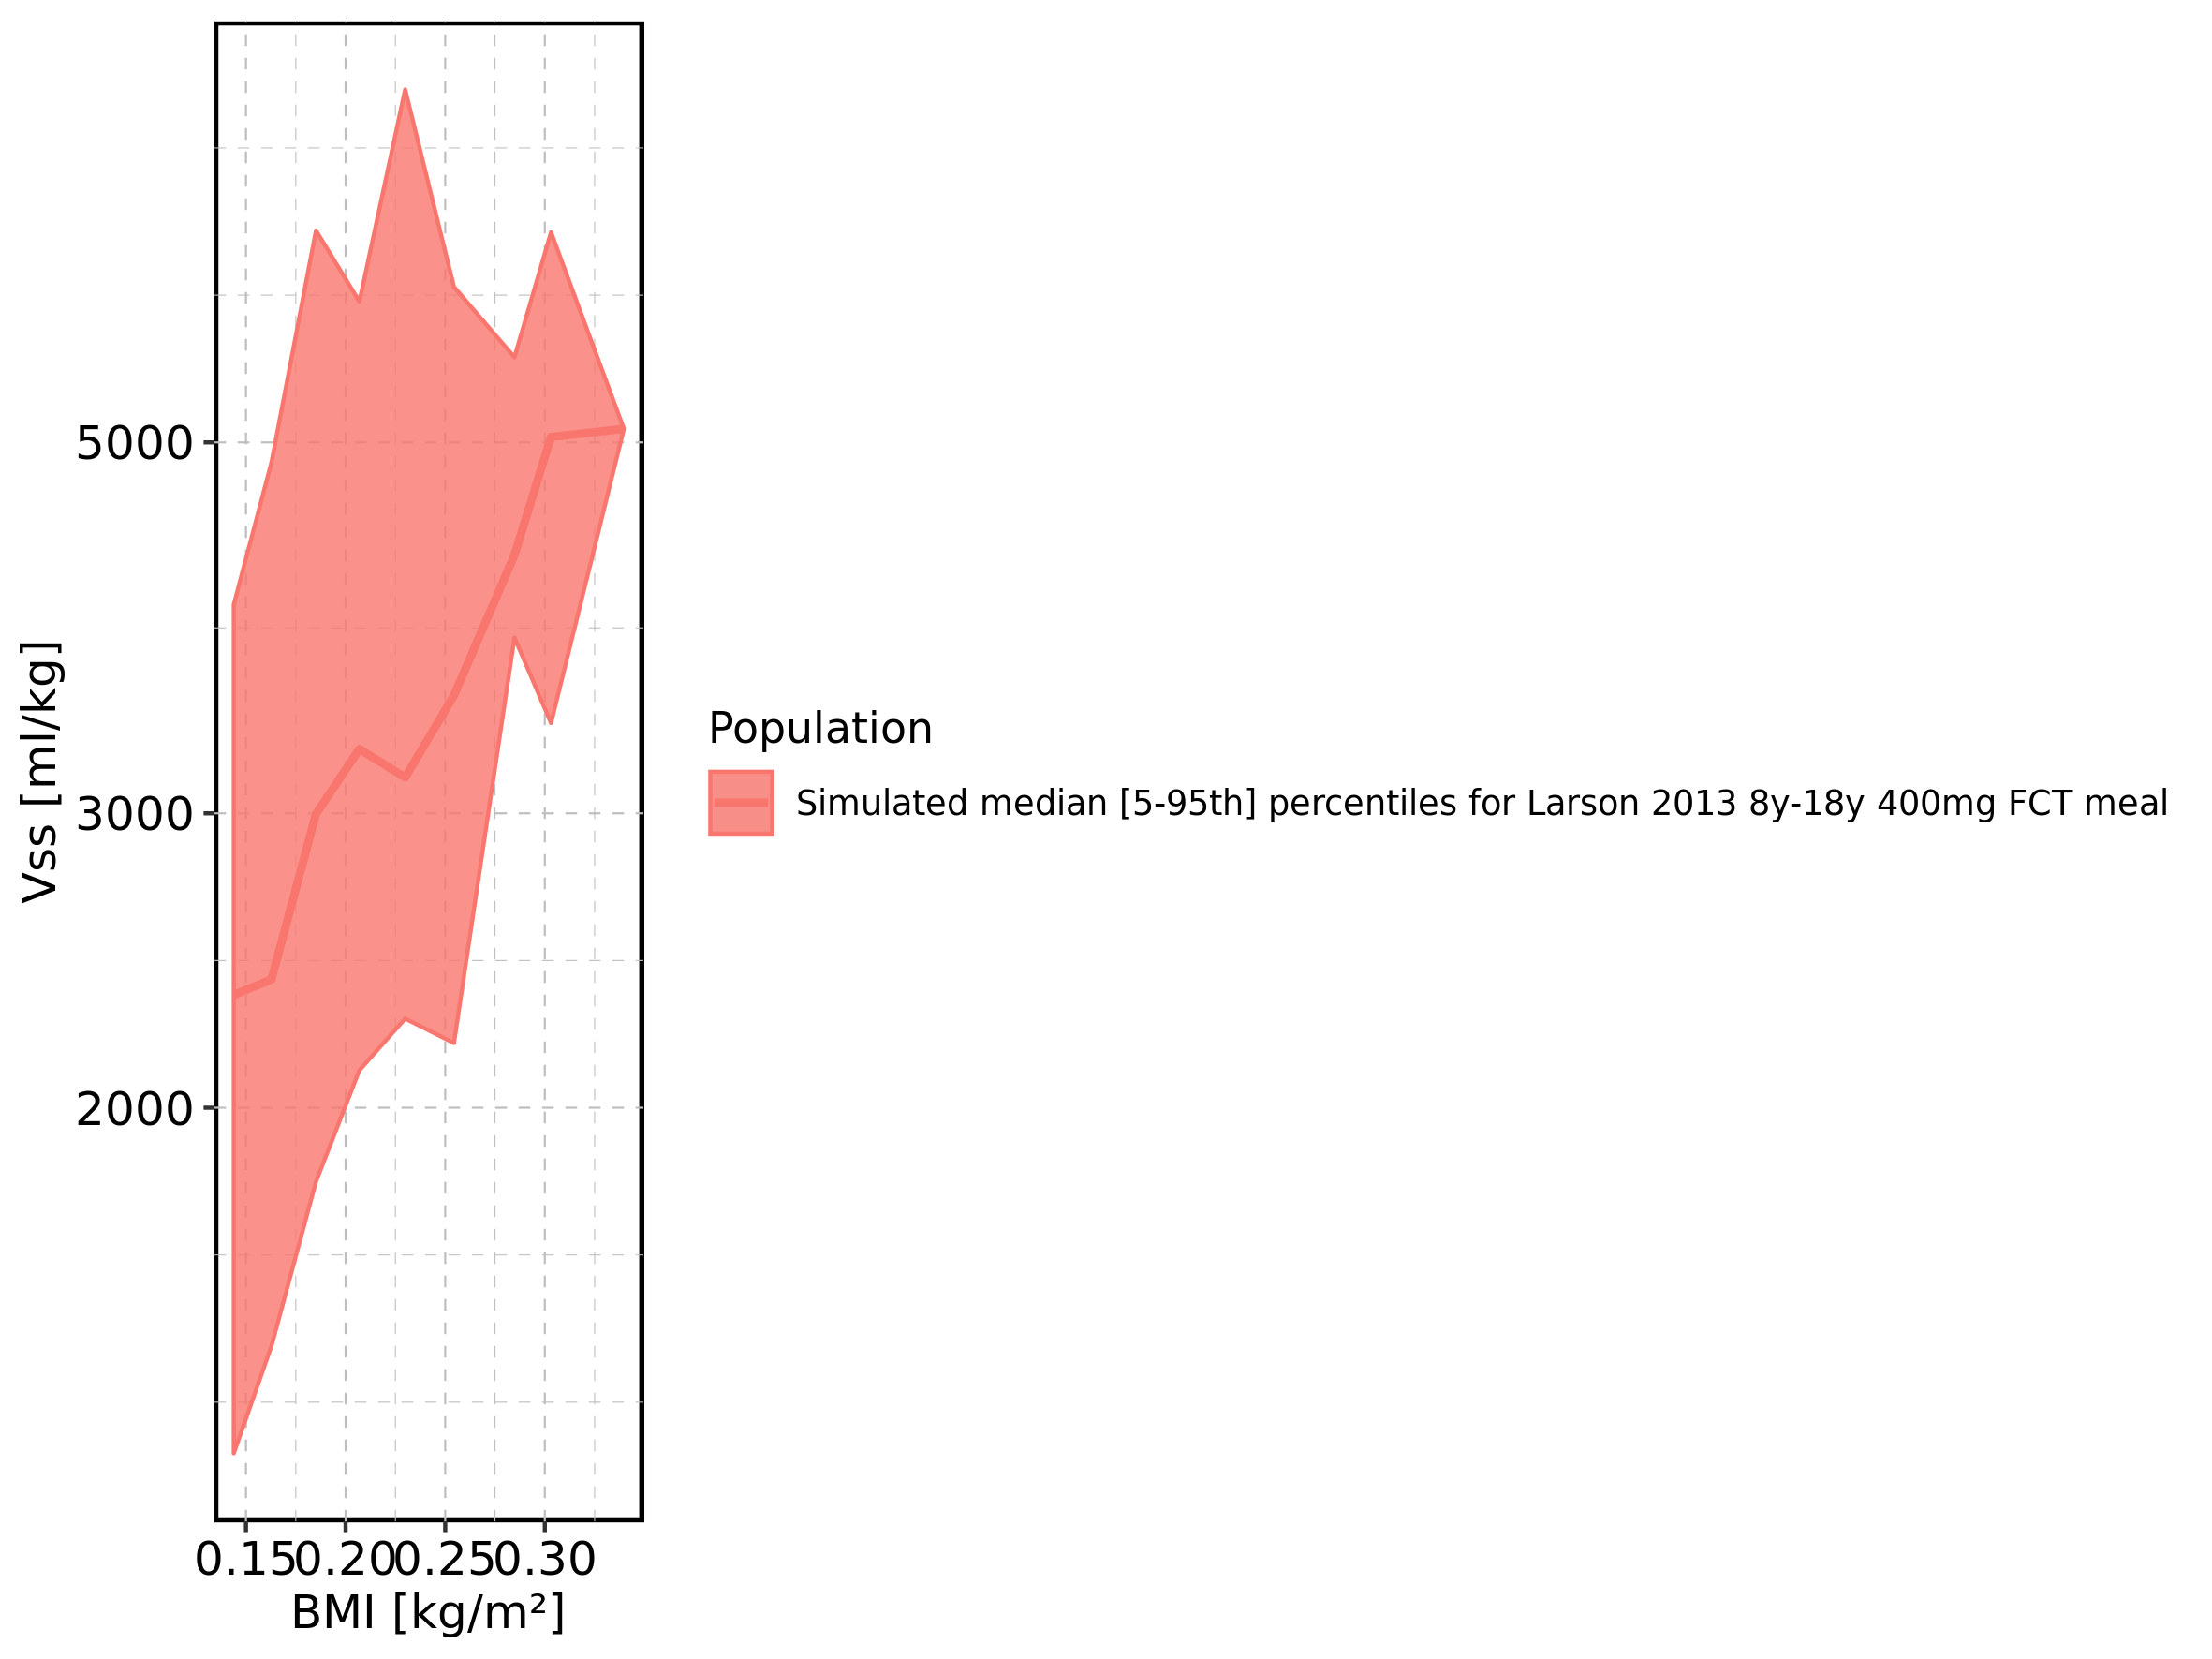 Vss [ml/kg]
5000
3000
2000
0.15 0.20 0.25 0.30
BMI [kg/m²]
Population
Simulated median [5-95th] percentiles for Larson 2013 8y-18y 400mg FCT meal